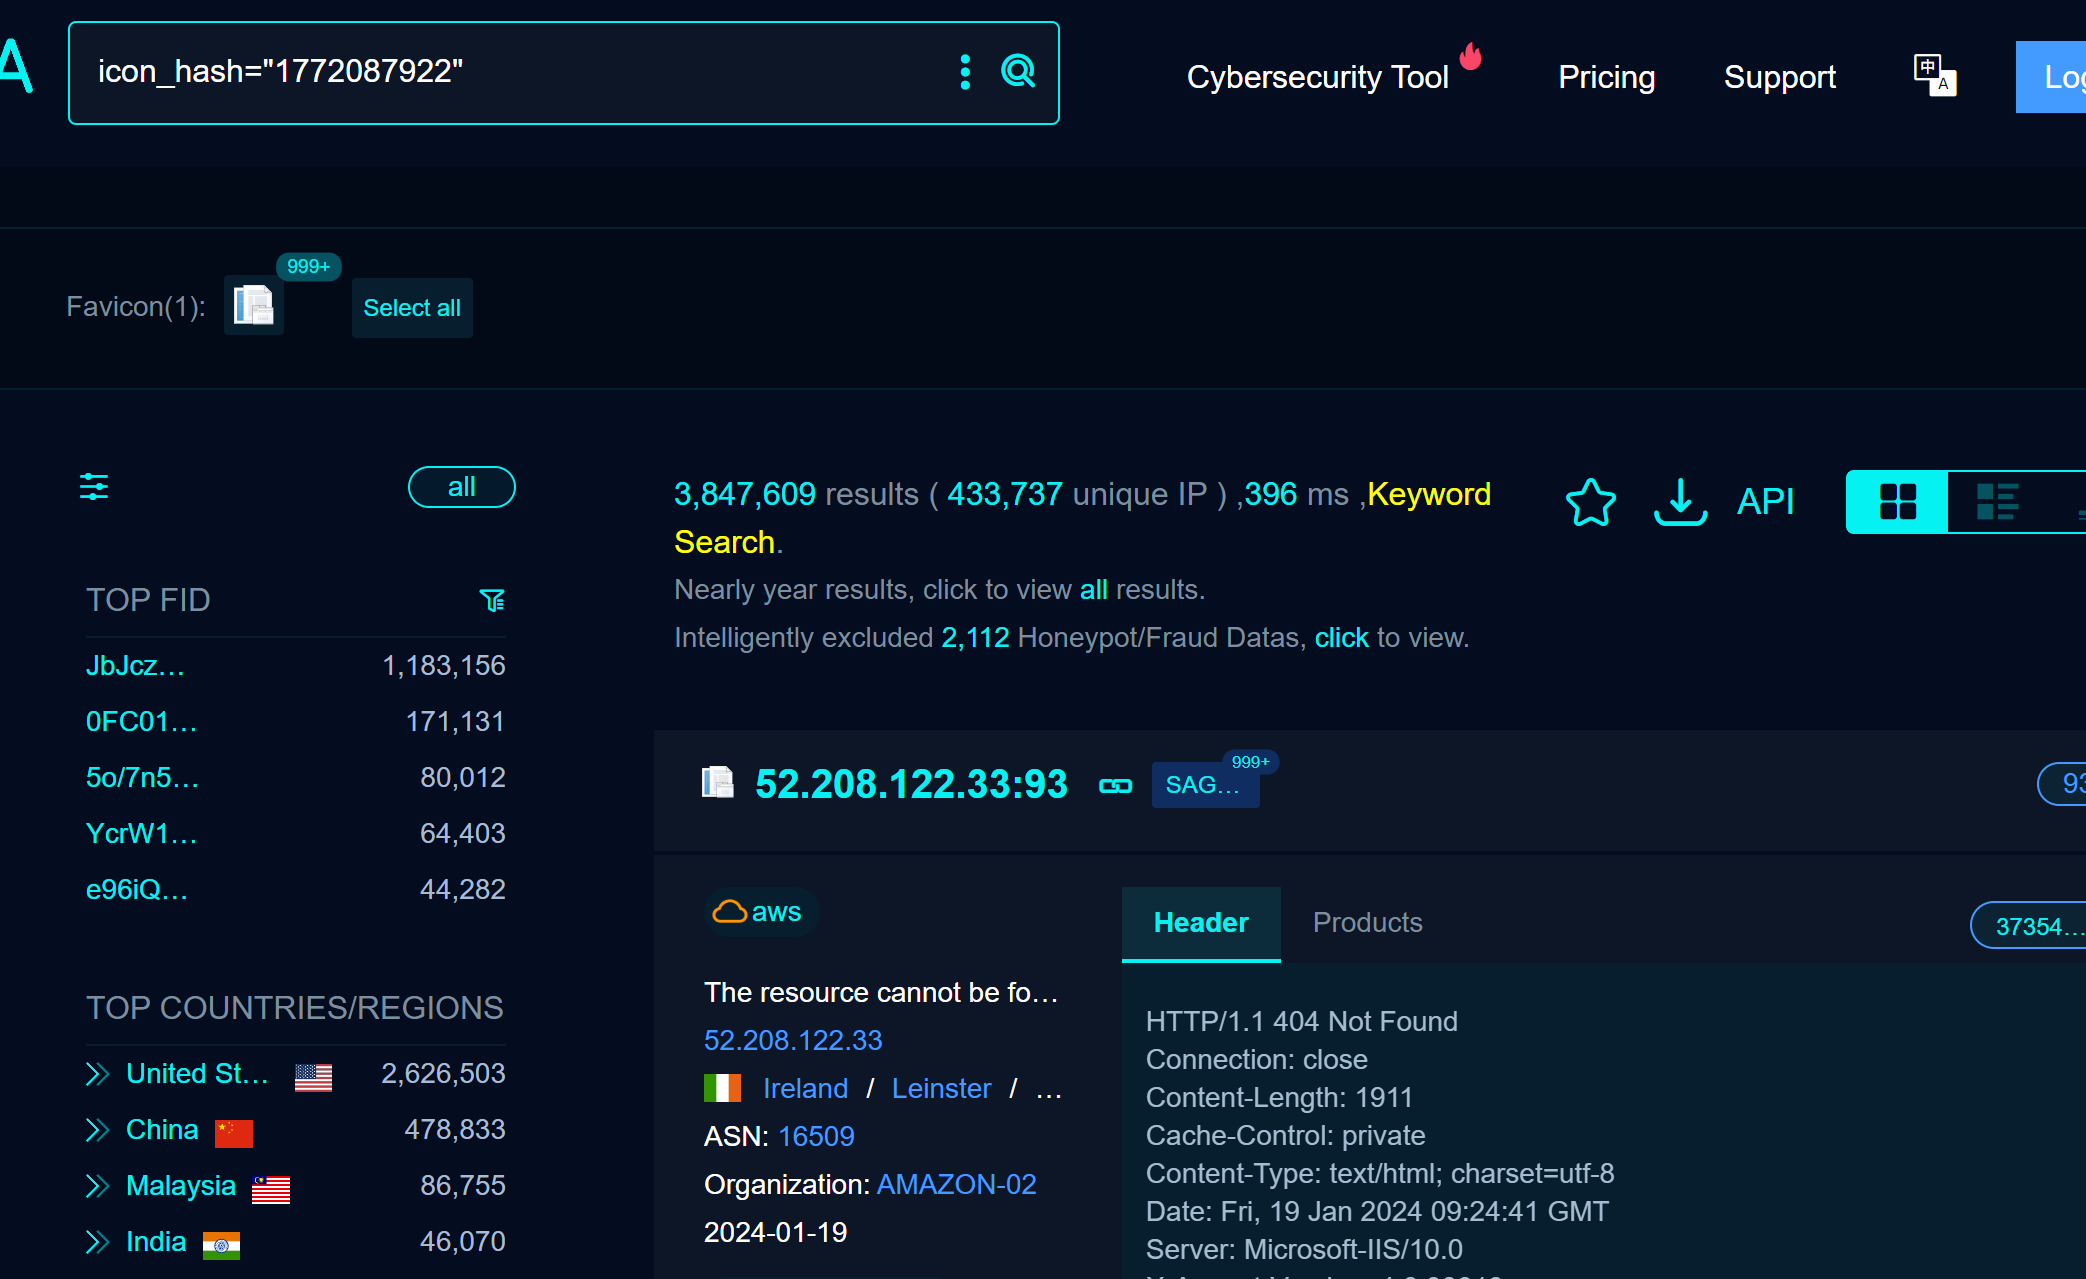 A
icon_hash="1772087922"
Cybersecurity Tool
Pricing
Support
中
A
Log
Favicon(1):
999+
Select all
all
3,847,609 results ( 433,737 unique IP ) ,396 ms ,Keyword
Search.
API
Nearly year results, click to view all results.
Intelligently excluded 2,112 Honeypot/Fraud Datas, click to view.
TOP FID
JbJcz… 1,183,156
0FC01… 171,131
5o/7n5… 80,012
YcrW1… 64,403
e96iQ… 44,282
TOP COUNTRIES/REGIONS
United St… 2,626,503
China 478,833
Malaysia 86,755
India 46,070
52.208.122.33:93
SAG…
999+
93
aws
The resource cannot be fo…
52.208.122.33
Ireland / Leinster / …
ASN: 16509
Organization: AMAZON-02
2024-01-19
Header
Products
37354…
HTTP/1.1 404 Not Found
Connection: close
Content-Length: 1911
Cache-Control: private
Content-Type: text/html; charset=utf-8
Date: Fri, 19 Jan 2024 09:24:41 GMT
Server: Microsoft-IIS/10.0